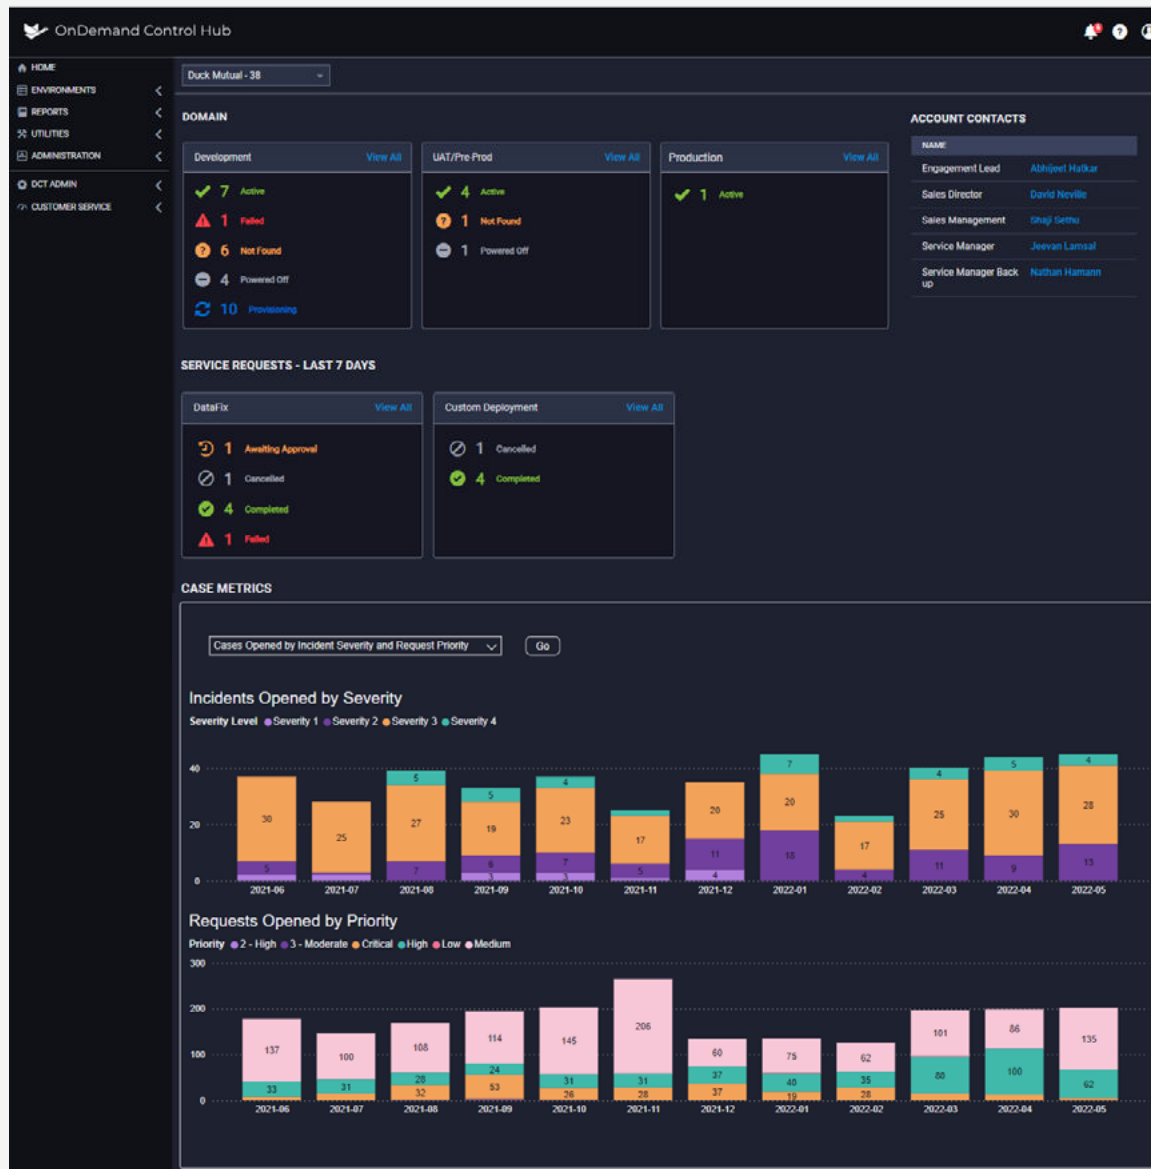 OnDemand Control Hub
HOME
ENVIRONMENTS
REPORTS
UTILITIES
ADMINISTRATION
DCT ADMIN
CUSTOMER SERVICE
Duck Mutual - 38
DOMAIN
Development View All
7 Active
1 Failed
6 Not Found
4 Powered Off
10 Provisioning
UAT/Pre Prod View All
4 Active
1 Not Found
1 Powered Off
Production View All
1 Active
ACCOUNT CONTACTS
NAME
Engagement Lead Abhijeet Hatkar
Sales Director David Neville
Sales Management Shaji Sethu
Service Manager Jeevan Lamsal
Service Manager Back Nathan Hamann
up
SERVICE REQUESTS - LAST 7 DAYS
DataFix View All
1 Awaiting Approval
1 Cancelled
4 Completed
1 Failed
Custom Deployment View All
1 Cancelled
4 Completed
CASE METRICS
Cases Opened by Incident Severity and Request Priority Go
Incidents Opened by Severity
Severity Level Severity 1 Severity 2 Severity 3 Severity 4
40
20
0
30 5
25
5 27 7
5 19 6 3
4 23 7 3
17 5
20 11 4
7 20 18
17 4
4 25 11
5 30 9
4 28 13
2021-06 2021-07 2021-08 2021-09 2021-10 2021-11 2021-12 2022-01 2022-02 2022-03 2022-04 2022-05
Requests Opened by Priority
Priority 2 - High 3 - Moderate Critical High Low Medium
300
200
100
0
137 33
100 31
108 28 32
114 24 53
145 31 26
206 31 28
60 37 37
75 40 19
62 35 28
101 80
86 100
135 62
2021-06 2021-07 2021-08 2021-09 2021-10 2021-11 2021-12 2022-01 2022-02 2022-03 2022-04 2022-05